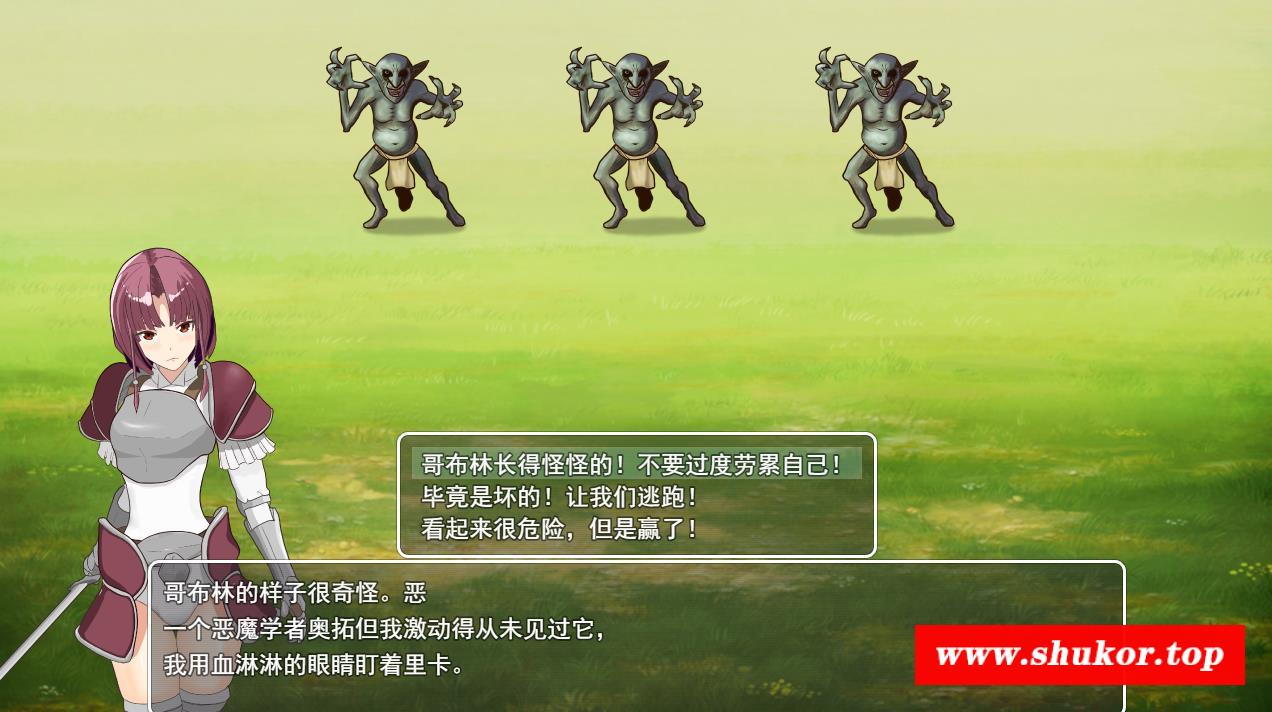 哥布林长得怪怪的！不要过度劳累自己！
毕竟是坏的！让我们逃跑！
看起来很危险，但是赢了！
哥布林的样子很奇怪。恶
一个恶魔学者奥拓但我激动得从未见过它，
我用血淋淋的眼睛盯着里卡。
www.shukor.top